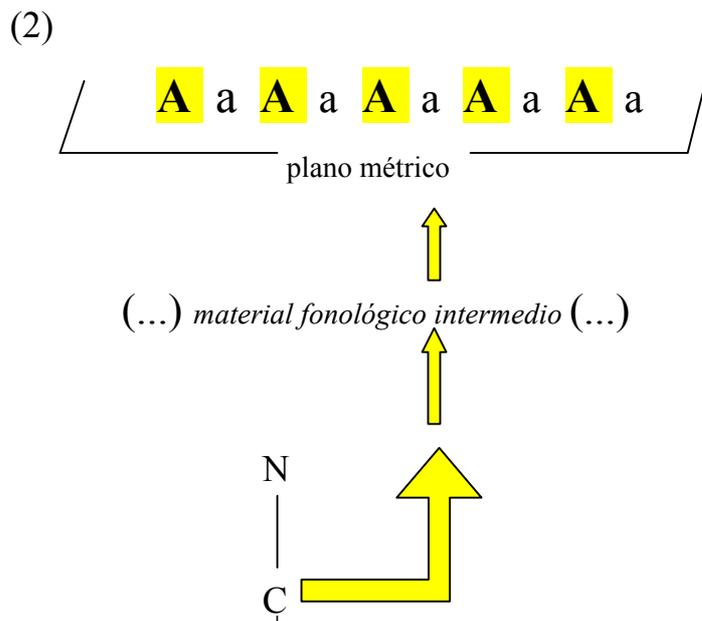 (2)
A a A a A a A a A a
plano métrico
(...) material fonológico intermedio (...)
N
C